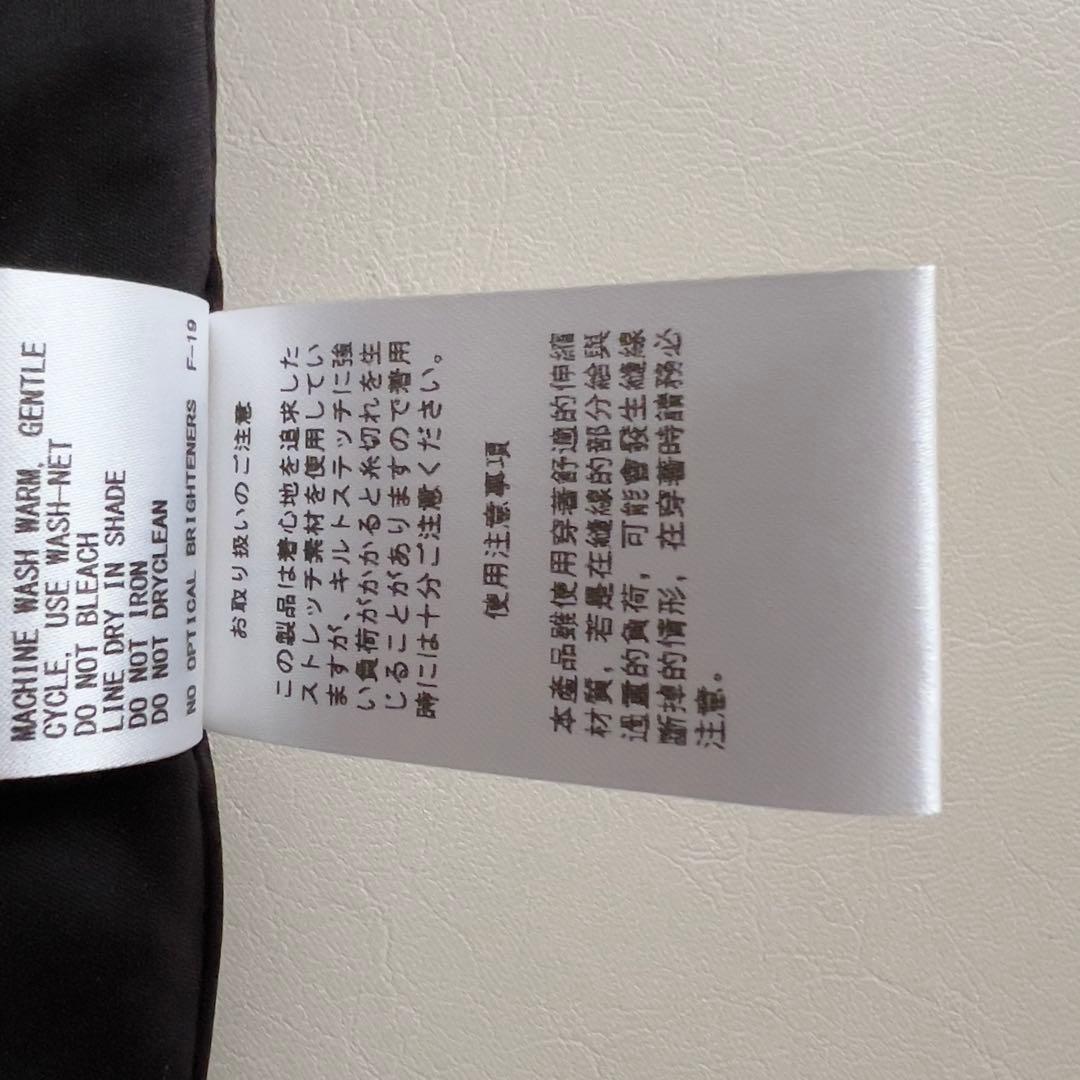 MACHINE WASH WARM, GENTLE
CYCLE, USE WASH-NET
DO NOT BLEACH
LINE DRY IN SHADE
DO NOT IRON
DO NOT DRYCLEAN
NO OPTICAL BRIGHTENERS F-19
お取り扱いのご注意
この製品は着心地を追求した
ストレッチ素材を使用してい
ますが、キルトステッチに強
い負荷がかかると糸切れを生
じることがありますので着用
時には十分ご注意ください。
使用注意事項
本產品雖使用穿著舒適的伸縮
材質，若是在縫線的部分給與
過重的負荷，可能會發生縫線
斷掉的情形，在穿著時請務必
注意。